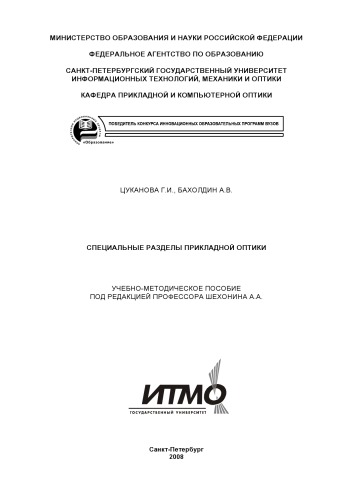 МИНИСТЕРСТВО ОБРАЗОВАНИЯ И НАУКИ РОССИЙСКОЙ ФЕДЕРАЦИИ
ФЕДЕРАЛЬНОЕ АГЕНТСТВО ПО ОБРАЗОВАНИЮ
САНКТ-ПЕТЕРБУРГСКИЙ ГОСУДАРСТВЕННЫЙ УНИВЕРСИТЕТ
ИНФОРМАЦИОННЫХ ТЕХНОЛОГИЙ, МЕХАНИКИ И ОПТИКИ
КАФЕДРА ПРИКЛАДНОЙ И КОМПЬЮТЕРНОЙ ОПТИКИ
ПОБЕДИТЕЛЬ КОНКУРСА ИННОВАЦИОННЫХ ОБРАЗОВАТЕЛЬНЫХ ПРОГРАММ ВУЗОВ
«Образование»
ЦУКАНОВА Г.И., БАХОЛДИН А.В.
СПЕЦИАЛЬНЫЕ РАЗДЕЛЫ ПРИКЛАДНОЙ ОПТИКИ
УЧЕБНО-МЕТОДИЧЕСКОЕ ПОСОБИЕ
ПОД РЕДАКЦИЕЙ ПРОФЕССОРА ШЕХОНИНА А.А.
ИТМО
ГОСУДАРСТВЕННЫЙ УНИВЕРСИТЕТ
Санкт-Петербург
2008